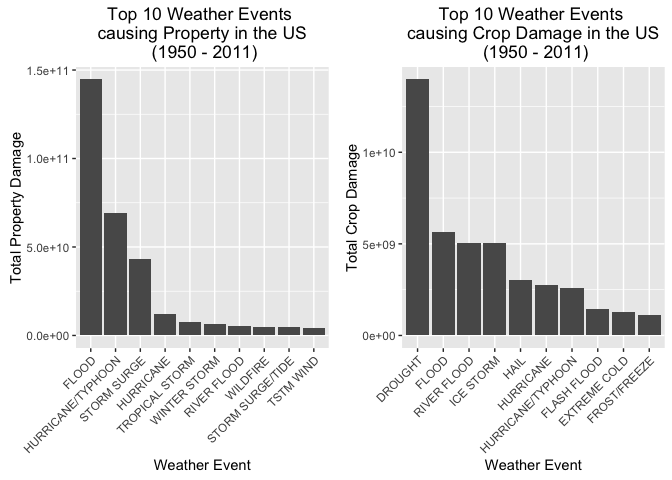 Top 10 Weather Events
causing Property in the US
(1950 - 2011)
Total Property Damage
1.5e+11
1.0e+11
5.0e+10
0.0e+00
FLOOD
HURRICANE/TYPHOON
STORM SURGE
HURRICANE
TROPICAL STORM
WINTER STORM
RIVER FLOOD
WILDFIRE
STORM SURGE/TIDE
TSTM WIND
Weather Event
Top 10 Weather Events
causing Crop Damage in the US
(1950 - 2011)
Total Crop Damage
1e+10
5e+09
0e+00
DROUGHT
FLOOD
RIVER FLOOD
ICE STORM
HAIL
HURRICANE
HURRICANE/TYPHOON
FLASH FLOOD
EXTREME COLD
FROST/FREEZE
Weather Event